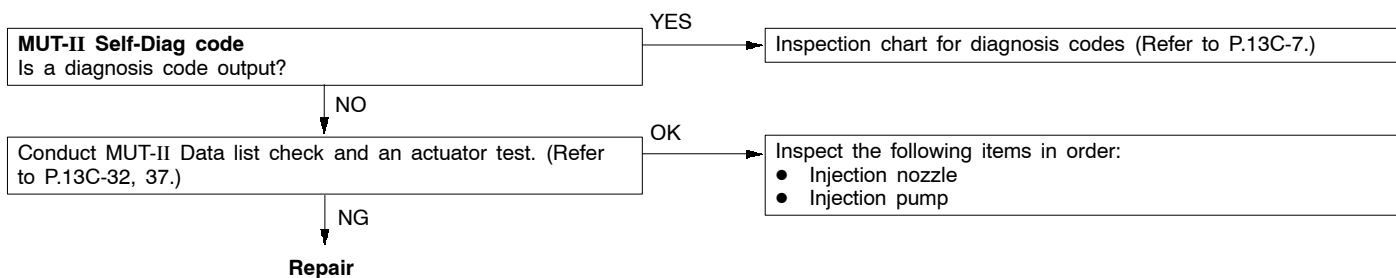 YES
MUT-II Self-Diag code
Is a diagnosis code output?
Inspection chart for diagnosis codes (Refer to P.13C-7.)
NO
OK
Conduct MUT-II Data list check and an actuator test. (Refer
to P.13C-32, 37.)
Inspect the following items in order:
● Injection nozzle
● Injection pump
NG
Repair